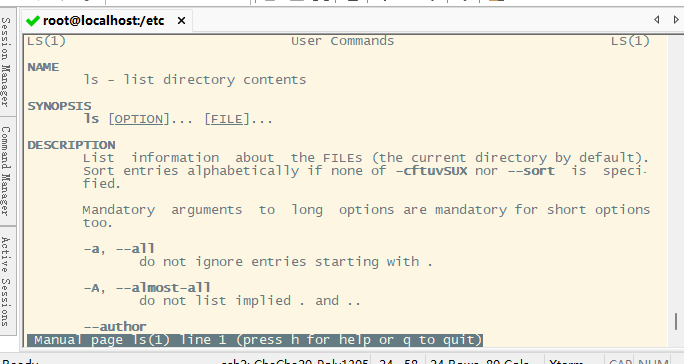 Session Manager
Command Manager
Active Sessions
root@localhost:/etc
LS(1) User Commands LS(1)
NAME
ls - list directory contents
SYNOPSIS
ls [OPTION]... [FILE]...
DESCRIPTION
List information about the FILEs (the current directory by default).
Sort entries alphabetically if none of -cftuvSUX nor --sort is speci-
fied.
Mandatory arguments to long options are mandatory for short options
too.
-a, --all
do not ignore entries starting with .
-A, --almost-all
do not list implied . and ..
--author
Manual page ls(1) line 1 (press h for help or q to quit)
Ready ssh2: ChaCha20-Poly1305 24, 58 24 Rows, 80 Cols Xterm CAP NUM